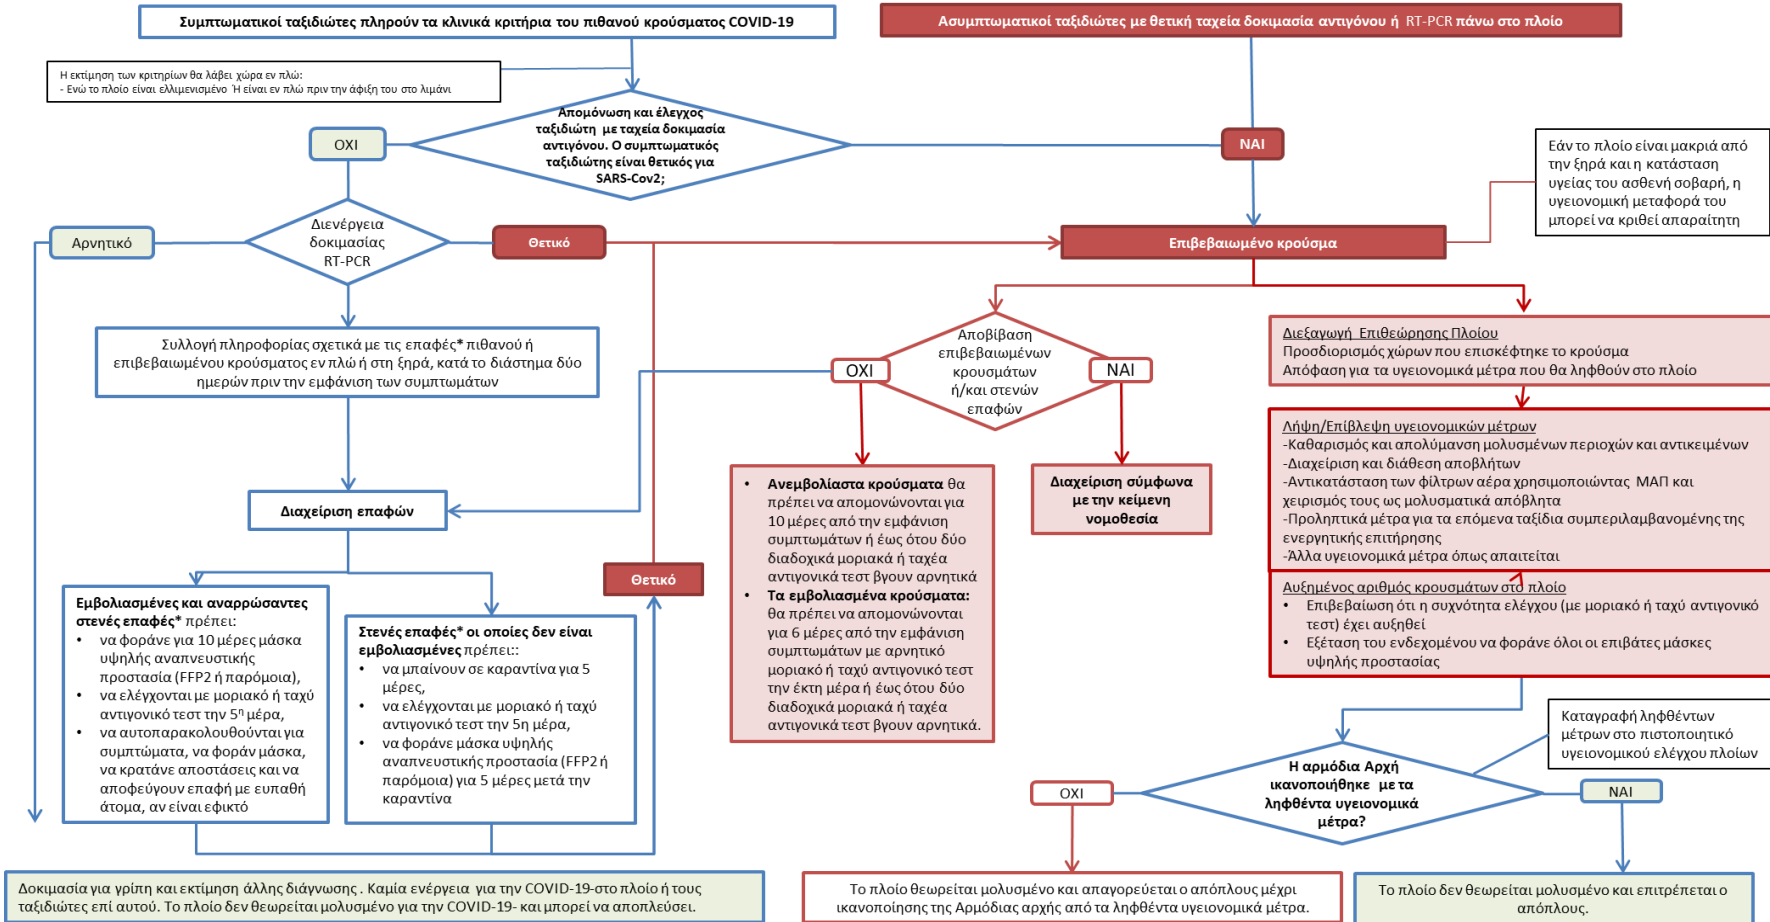 Συμπτωματικοί ταξιδιώτες πληρούν τα κλινικά κριτήρια του πιθανού κρούσματος COVID-19
Ασυμπτωματικοί ταξιδιώτες με θετική ταχεία δοκιμασία αντιγόνου ή RT-PCR πάνω στο πλοίο
Η εκτίμηση των κριτηρίων θα λάβει χώρα εν πλώ:
- Ενώ το πλοίο είναι ελλιμενισμένο Ή είναι εν πλώ πριν την άφιξη του στο λιμάνι
Απομόνωση και έλεγχος
ταξιδιώτη με ταχεία δοκιμασία
αντιγόνου. Ο συμπτωματικός
ταξιδιώτης είναι θετικός για
SARS-Cov2;
ΟΧΙ
ΝΑΙ
Εάν το πλοίο είναι μακριά από
την ξηρά και η κατάσταση
υγείας του ασθενή σοβαρή, η
υγειονομική μεταφορά του
μπορεί να κριθεί απαραίτητη
Αρνητικό
Διενέργεια
δοκιμασίας
RT-PCR
Θετικό
Επιβεβαιωμένο κρούσμα
Συλλογή πληροφορίας σχετικά με τις επαφές* πιθανού ή
επιβεβαιωμένου κρούσματος εν πλώ ή στη ξηρά, κατά το διάστημα δύο
ημερών πριν την εμφάνιση των συμπτωμάτων
Αποβίβαση
επιβεβαιωμένων
κρουσμάτων
ή/και στενών
επαφών
ΟΧΙ
ΝΑΙ
Διεξαγωγή Επιθεώρησης Πλοίου
Προσδιορισμός χώρων που επισκέφτηκε το κρούσμα
Απόφαση για τα υγειονομικά μέτρα που θα ληφθούν στο πλοίο
Λήψη/Επίβλεψη υγειονομικών μέτρων
-Καθαρισμός και απολύμανση μολυσμένων περιοχών και αντικειμένων
-Διαχείριση και διάθεση αποβλήτων
-Αντικατάσταση των φίλτρων αέρα χρησιμοποιώντας ΜΑΠ και
χειρισμός τους ως μολυσματικά απόβλητα
-Προληπτικά μέτρα για τα επόμενα ταξίδια συμπεριλαμβανομένης της
ενεργητικής επιτήρησης
-Άλλα υγειονομικά μέτρα όπως απαιτείται
Διαχείριση επαφών
• Ανεμβολίαστα κρούσματα θα
πρέπει να απομονώνονται για
10 μέρες από την εμφάνιση
συμπτωμάτων ή έως ότου δύο
διαδοχικά μοριακά ή ταχέα
αντιγονικά τεστ βγουν αρνητικά
• Τα εμβολιασμένα κρούσματα:
θα πρέπει να απομονώνονται
για 6 μέρες από την εμφάνιση
συμπτωμάτων με αρνητικό
μοριακό ή ταχύ αντιγονικό τεστ
την έκτη μέρα ή έως ότου δύο
διαδοχικά μοριακά ή ταχέα
αντιγονικά τεστ βγουν αρνητικά.
Διαχείριση σύμφωνα
με την κείμενη
νομοθεσία
Θετικό
Αυξημένος αριθμός κρουσμάτων στο πλοίο
• Επιβεβαίωση ότι η συχνότητα ελέγχου (με μοριακό ή ταχύ αντιγονικό
τεστ) έχει αυξηθεί
• Εξέταση του ενδεχομένου να φοράνε όλοι οι επιβάτες μάσκες
υψηλής προστασίας
Εμβολιασμένες και αναρρώσαντες
στενές επαφές* πρέπει:
• να φοράνε για 10 μέρες μάσκα
υψηλής αναπνευστικής
προστασία (FFP2 ή παρόμοια),
• να ελέγχονται με μοριακό ή ταχύ
αντιγονικό τεστ την 5η μέρα,
• να αυτοπαρακολουθούνται για
συμπτώματα, να φοράν μάσκα,
να κρατάνε αποστάσεις και να
αποφεύγουν επαφή με ευπαθή
άτομα, αν είναι εφικτό
Στενές επαφές* οι οποίες δεν είναι
εμβολιασμένες πρέπει::
• να μπαίνουν σε καραντίνα για 5
μέρες,
• να ελέγχονται με μοριακό ή ταχύ
αντιγονικό τεστ την 5η μέρα,
• να φοράνε μάσκα υψηλής
αναπνευστικής προστασία (FFP2 ή
παρόμοια) για 5 μέρες μετά την
καραντίνα
Καταγραφή ληφθέντων
μέτρων στο πιστοποιητικό
υγειονομικού ελέγχου πλοίων
Η αρμόδια Αρχή
ικανοποιήθηκε με τα
ληφθέντα υγειονομικά
μέτρα?
ΟΧΙ
ΝΑΙ
Δοκιμασία για γρίπη και εκτίμηση άλλης διάγνωσης . Καμία ενέργεια για την COVID-19-στο πλοίο ή τους
ταξιδιώτες επί αυτού. Το πλοίο δεν θεωρείται μολυσμένο για την COVID-19- και μπορεί να αποπλεύσει.
Το πλοίο θεωρείται μολυσμένο και απαγορεύεται ο απόπλους μέχρι
ικανοποίησης της Αρμόδιας αρχής από τα ληφθέντα υγειονομικά μέτρα.
Το πλοίο δεν θεωρείται μολυσμένο και επιτρέπεται ο
απόπλους.